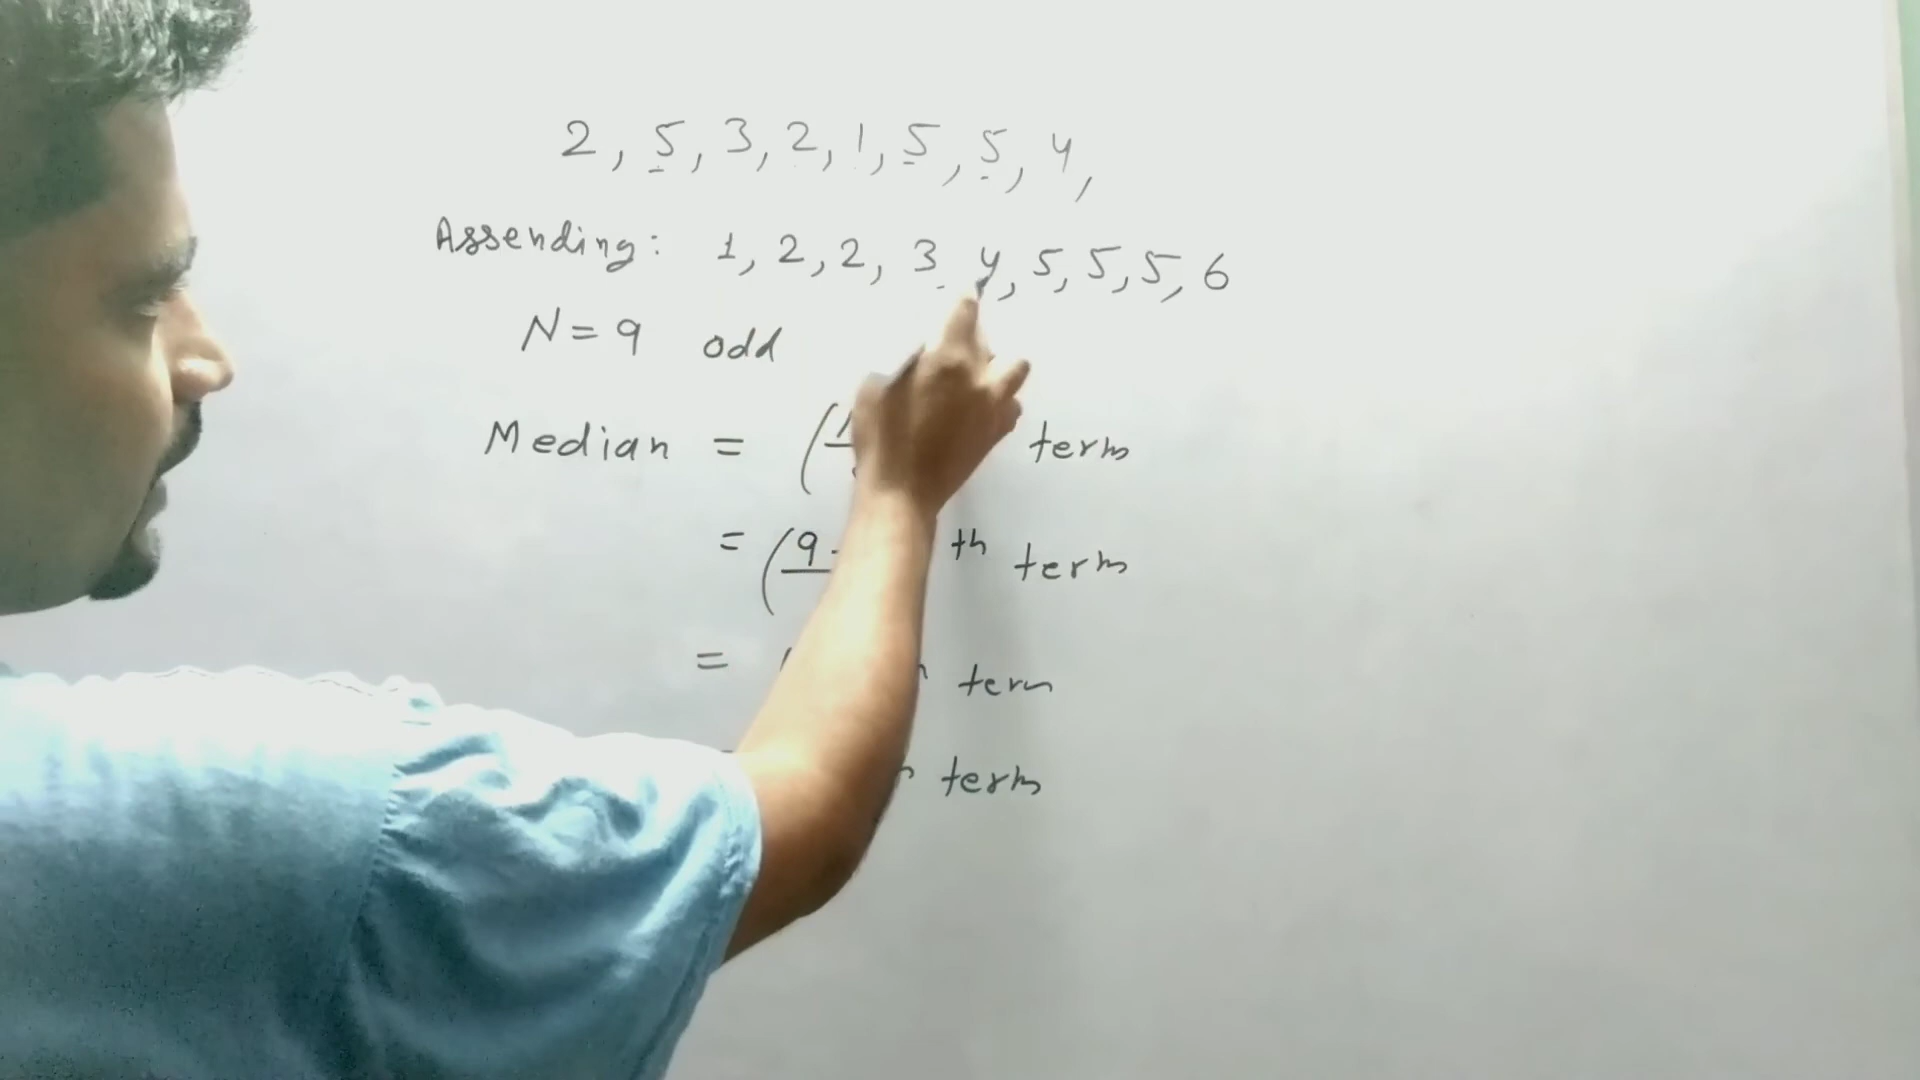 2, 5, 3, 2, 1, 5, 5, 4,
Assending: 1, 2, 2, 3 4, 5, 5, 5, 6
N = 9 odd
Median = ( term
= (9 th term
= term
term